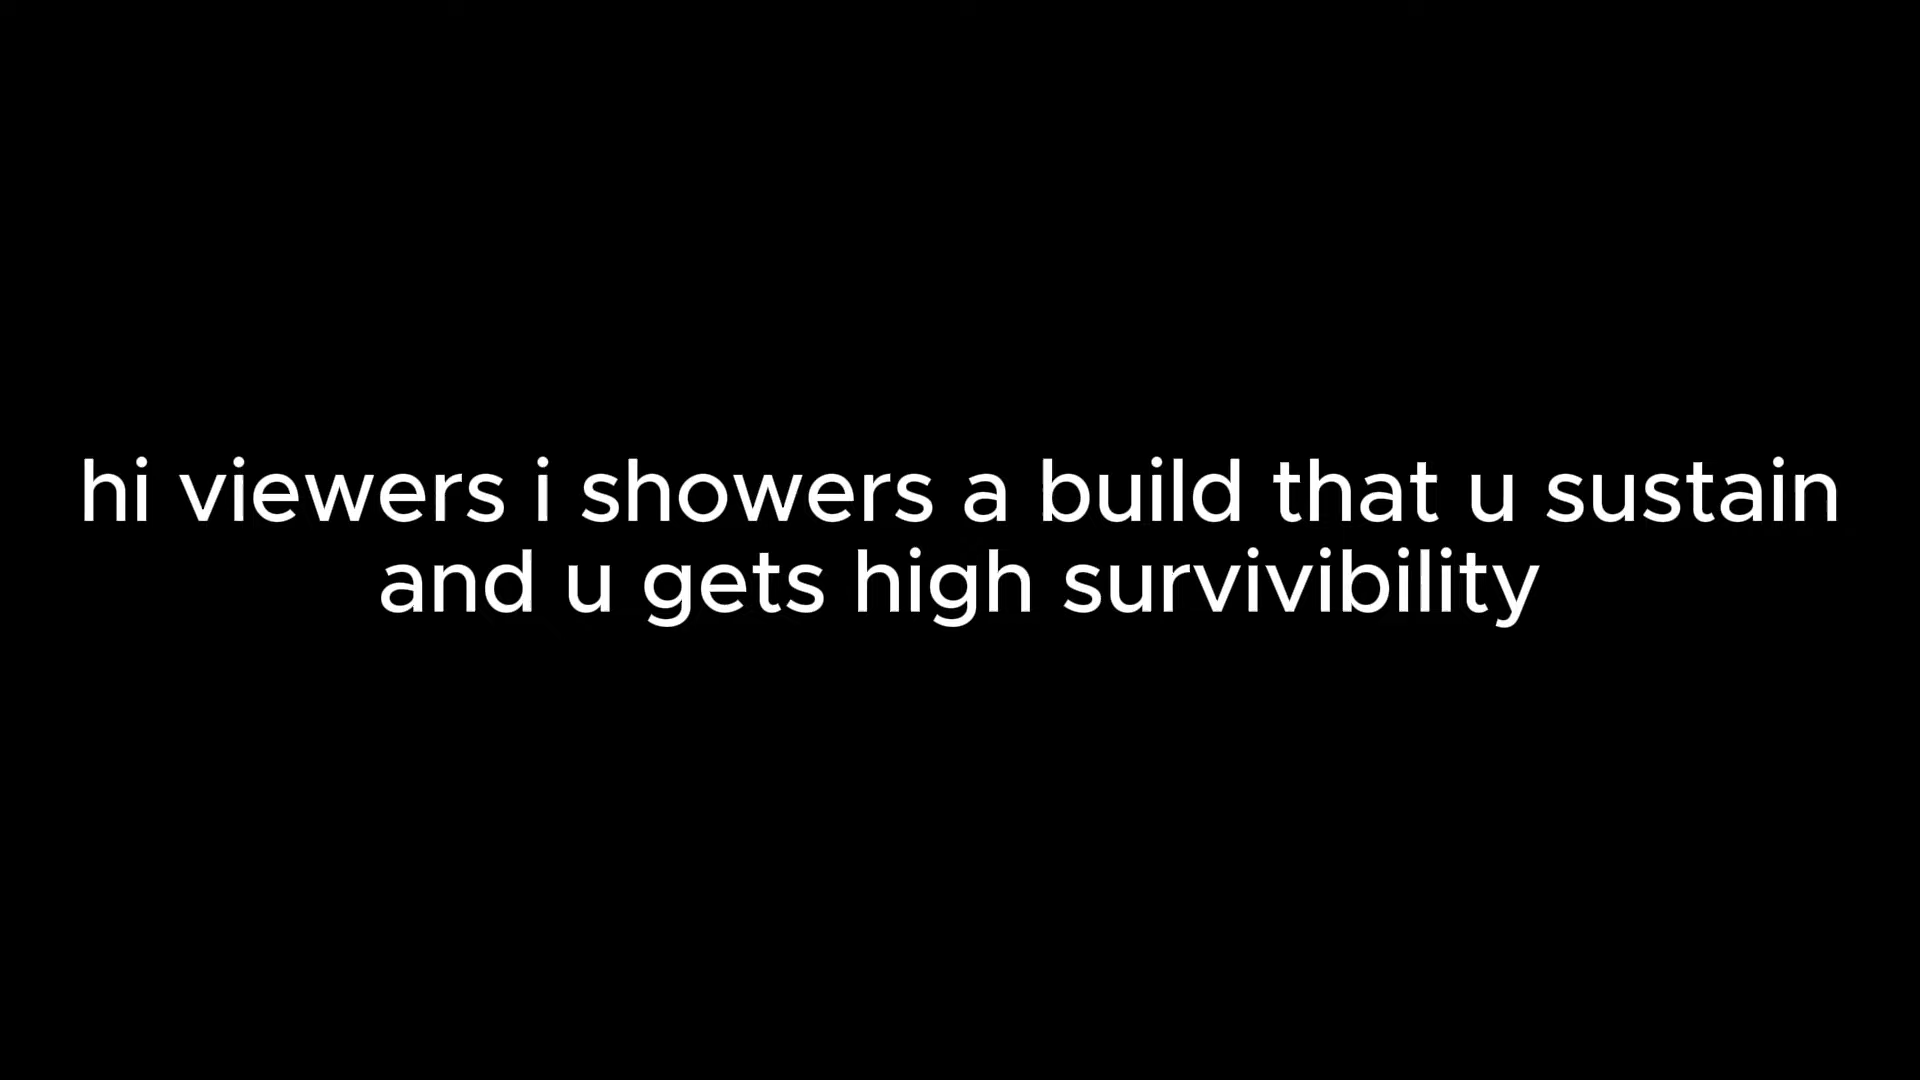 hi viewers i showers a build that u sustain
and u gets high survivibility